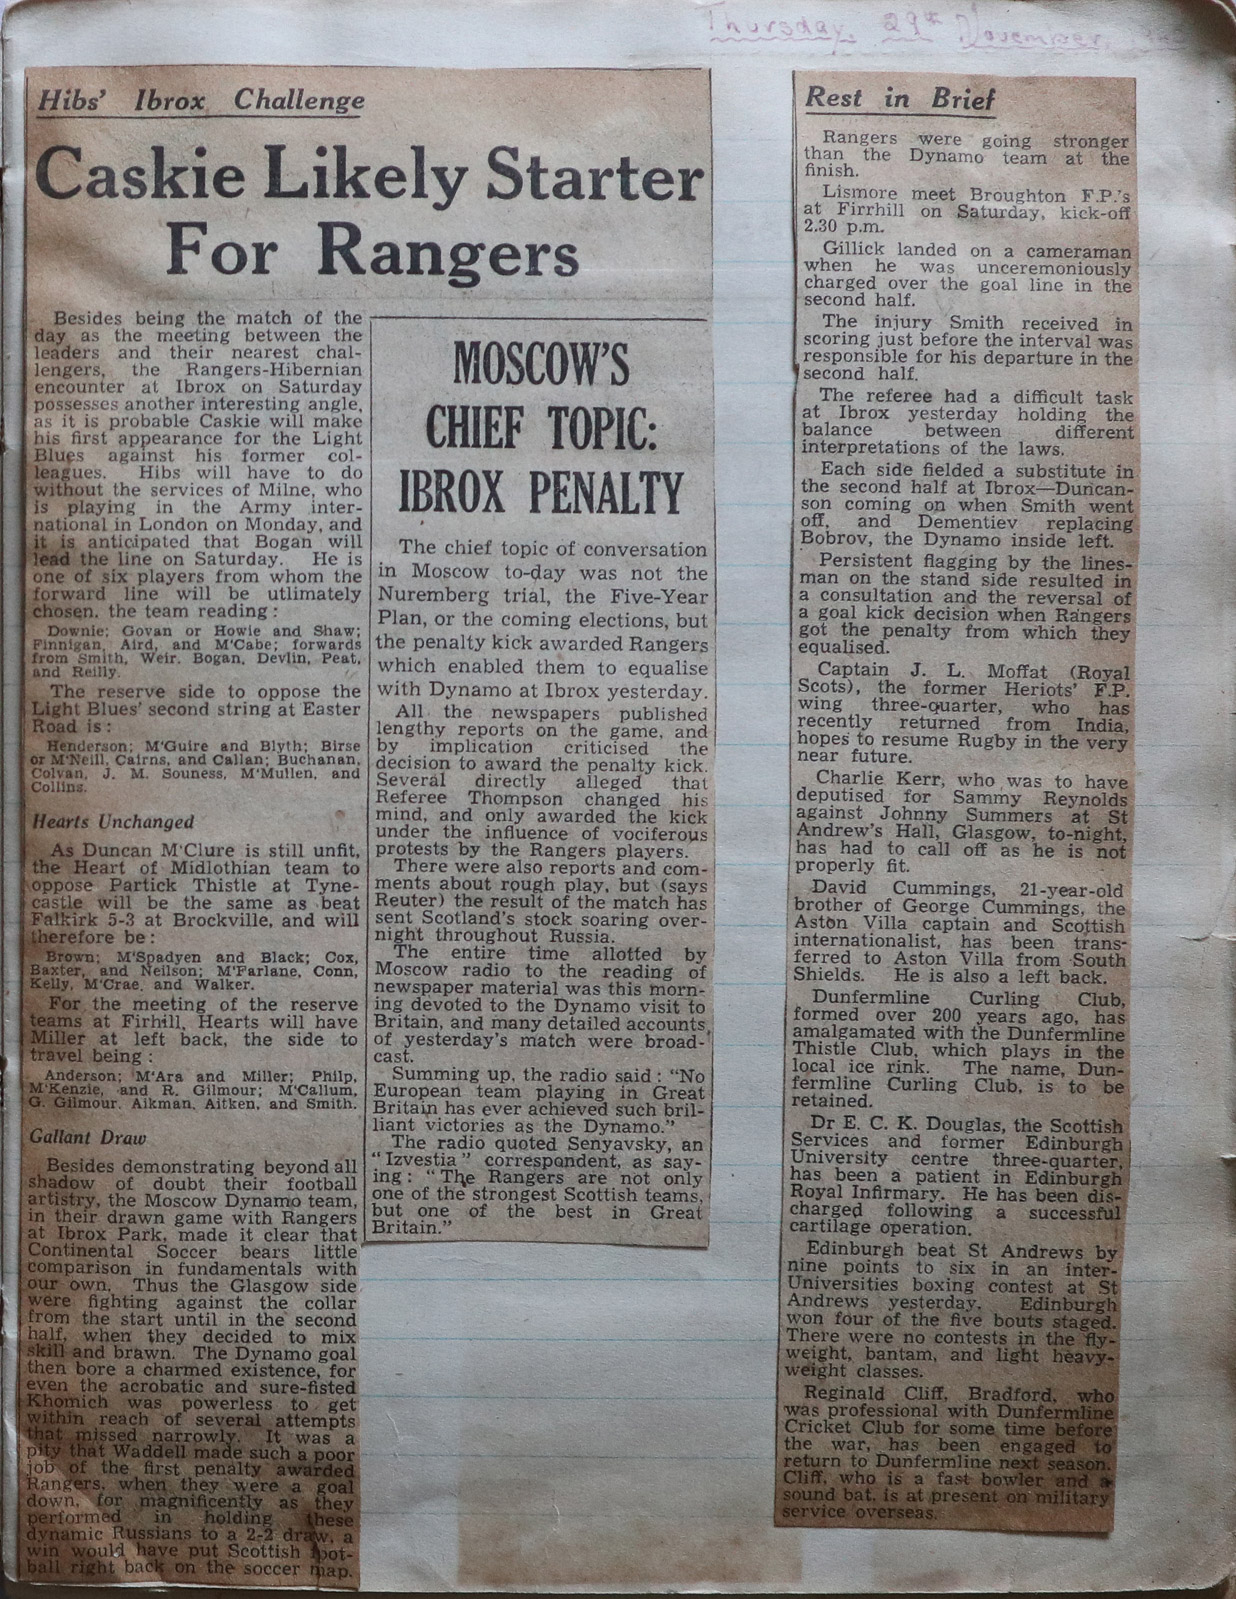 Thursday, 29th November,
Hibs' Ibrox Challenge
Caskie Likely Starter
For Rangers
Besides being the match of the
day as the meeting between the
leaders and their nearest chal-
lengers, the Rangers-Hibernian
encounter at Ibrox on Saturday
possesses another interesting angle,
as it is probable Caskie will make
his first appearance for the Light
Blues against his former col-
leagues. Hibs will have to do
without the services of Milne, who
is playing in the Army inter-
national in London on Monday, and
it is anticipated that Bogan will
lead the line on Saturday. He is
one of six players from whom the
forward line will be utlimately
chosen, the team reading:
Downie; Govan or Howie and Shaw;
Finnigan, Aird, and M'Cabe; forwards
from Smith, Weir, Bogan, Devlin, Peat,
and Reilly.
The reserve side to oppose the
Light Blues' second string at Easter
Road is:
Henderson; M'Guire and Blyth; Birse
or M'Neill, Cairns, and Callan; Buchanan,
Colvan, J. M. Souness, M'Mullen, and
Collins.
Hearts Unchanged
As Duncan M'Clure is still unfit,
the Heart of Midlothian team to
oppose Partick Thistle at Tyne-
castle will be the same as beat
Falkirk 5-3 at Brockville, and will
therefore be:
Brown; M'Spadyen and Black; Cox,
Baxter, and Neilson; M'Farlane, Conn,
Kelly, M'Crae, and Walker.
For the meeting of the reserve
teams at Firhill, Hearts will have
Miller at left back, the side to
travel being:
Anderson; M'Ara and Miller; Philp,
M'Kenzie, and R. Gilmour; M'Callum,
G. Gilmour, Aikman, Aitken, and Smith.
Gallant Draw
Besides demonstrating beyond all
shadow of doubt their football
artistry, the Moscow Dynamo team,
in their drawn game with Rangers
at Ibrox Park, made it clear that
Continental Soccer bears little
comparison in fundamentals with
our own. Thus the Glasgow side
were fighting against the collar
from the start until in the second
half, when they decided to mix
skill and brawn. The Dynamo goal
then bore a charmed existence, for
even the acrobatic and sure-fisted
Khomich was powerless to get
within reach of several attempts
that missed narrowly. It was a
pity that Waddell made such a poor
job of the first penalty awarded
Rangers, when they were a goal
down, for magnificently as they
performed in holding these
dynamic Russians to a 2-2 draw, a
win would have put Scottish foot-
ball right back on the soccer map.
MOSCOW'S
CHIEF TOPIC:
IBROX PENALTY
The chief topic of conversation
in Moscow to-day was not the
Nuremberg trial, the Five-Year
Plan, or the coming elections, but
the penalty kick awarded Rangers
which enabled them to equalise
with Dynamo at Ibrox yesterday.
All the newspapers published
lengthy reports on the game, and
by implication criticised the
decision to award the penalty kick.
Several directly alleged that
Referee Thompson changed his
mind, and only awarded the kick
under the influence of vociferous
protests by the Rangers players.
There were also reports and com-
ments about rough play, but (says
Reuter) the result of the match has
sent Scotland's stock soaring over-
night throughout Russia.
The entire time allotted by
Moscow radio to the reading of
newspaper material was this morn-
ing devoted to the Dynamo visit to
Britain, and many detailed accounts
of yesterday's match were broad-
cast.
Summing up, the radio said: "No
European team playing in Great
Britain has ever achieved such bril-
liant victories as the Dynamo."
The radio quoted Senyavsky, an
"Izvestia" correspondent, as say-
ing: "The Rangers are not only
one of the strongest Scottish teams,
but one of the best in Great
Britain."
Rest in Brief
Rangers were going stronger
than the Dynamo team at the
finish.
Lismore meet Broughton F.P.'s
at Firrhill on Saturday, kick-off
2.30 p.m.
Gillick landed on a cameraman
when he was unceremoniously
charged over the goal line in the
second half.
The injury Smith received in
scoring just before the interval was
responsible for his departure in the
second half.
The referee had a difficult task
at Ibrox yesterday holding the
balance between different
interpretations of the laws.
Each side fielded a substitute in
the second half at Ibrox—Duncan-
son coming on when Smith went
off, and Dementiev replacing
Bobrov, the Dynamo inside left.
Persistent flagging by the lines-
man on the stand side resulted in
a consultation and the reversal of
a goal kick decision when Rangers
got the penalty from which they
equalised.
Captain J. L. Moffat (Royal
Scots), the former Heriots' F.P.
wing three-quarter, who has
recently returned from India,
hopes to resume Rugby in the very
near future.
Charlie Kerr, who was to have
deputised for Sammy Reynolds
against Johnny Summers at St
Andrew's Hall, Glasgow, to-night,
has had to call off as he is not
properly fit.
David Cummings, 21-year-old
brother of George Cummings, the
Aston Villa captain and Scottish
internationalist, has been trans-
ferred to Aston Villa from South
Shields. He is also a left back.
Dunfermline Curling Club,
formed over 200 years ago, has
amalgamated with the Dunfermline
Thistle Club, which plays in the
local ice rink. The name, Dun-
fermline Curling Club, is to be
retained.
Dr E. C. K. Douglas, the Scottish
Services and former Edinburgh
University centre three-quarter,
has been a patient in Edinburgh
Royal Infirmary. He has been dis-
charged following a successful
cartilage operation.
Edinburgh beat St Andrews by
nine points to six in an inter-
Universities boxing contest at St
Andrews yesterday. Edinburgh
won four of the five bouts staged.
There were no contests in the fly-
weight, bantam, and light heavy-
weight classes.
Reginald Cliff, Bradford, who
was professional with Dunfermline
Cricket Club for some time before
the war, has been engaged to
return to Dunfermline next season.
Cliff, who is a fast bowler and a
sound bat, is at present on military
service overseas.